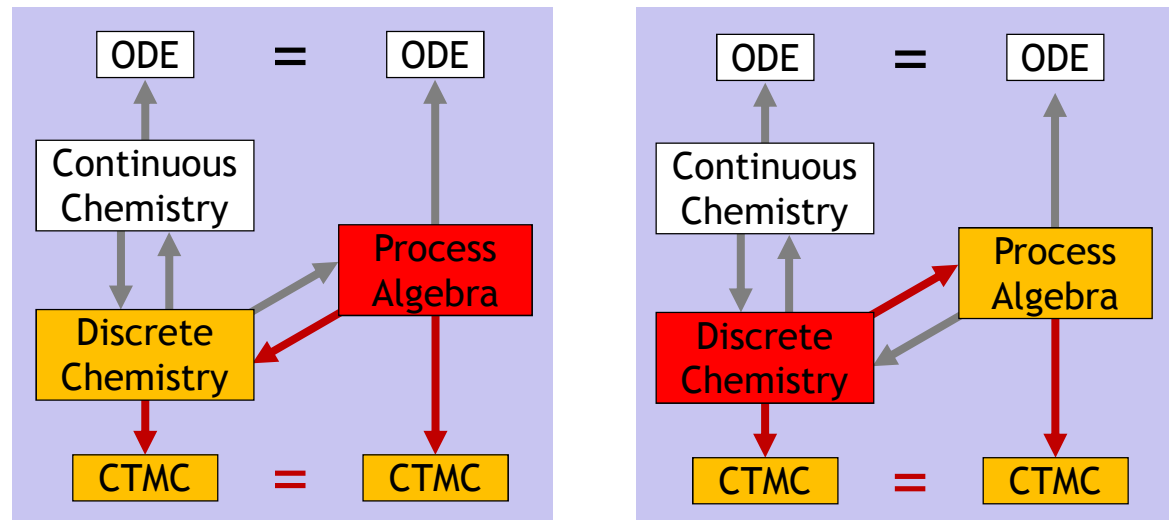 ODE = ODE
Continuous
Chemistry
Process
Algebra
Discrete
Chemistry
CTMC = CTMC
ODE = ODE
Continuous
Chemistry
Process
Algebra
Discrete
Chemistry
CTMC = CTMC